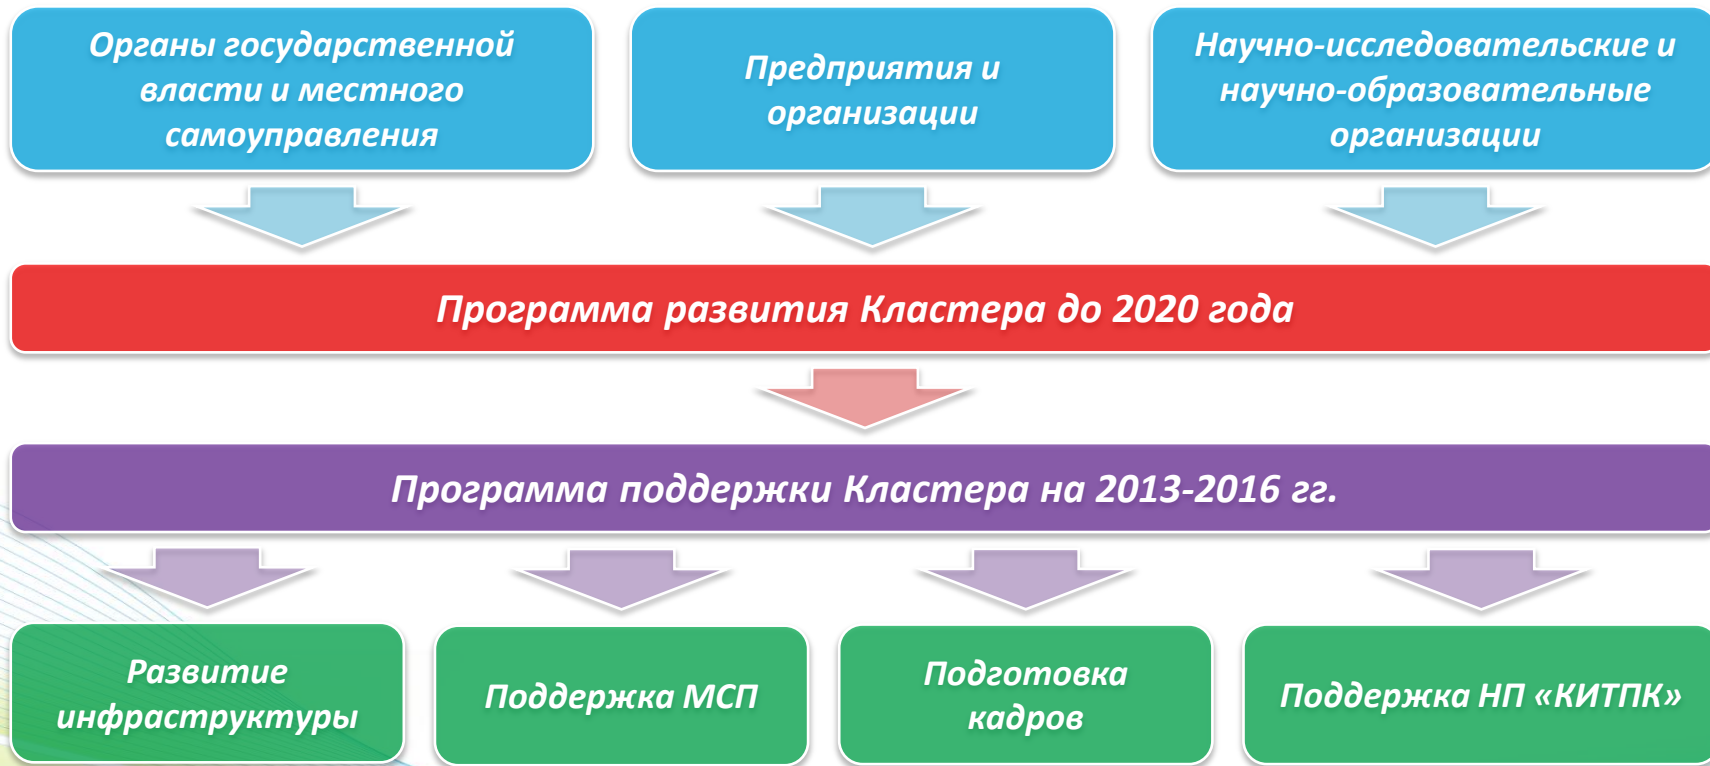 Органы государственной
власти и местного
самоуправления
Предприятия и
организации
Научно-исследовательские и
научно-образовательные
организации
Программа развития Кластера до 2020 года
Программа поддержки Кластера на 2013-2016 гг.
Развитие
инфраструктуры
Поддержка МСП
Подготовка
кадров
Поддержка НП «КИТПК»